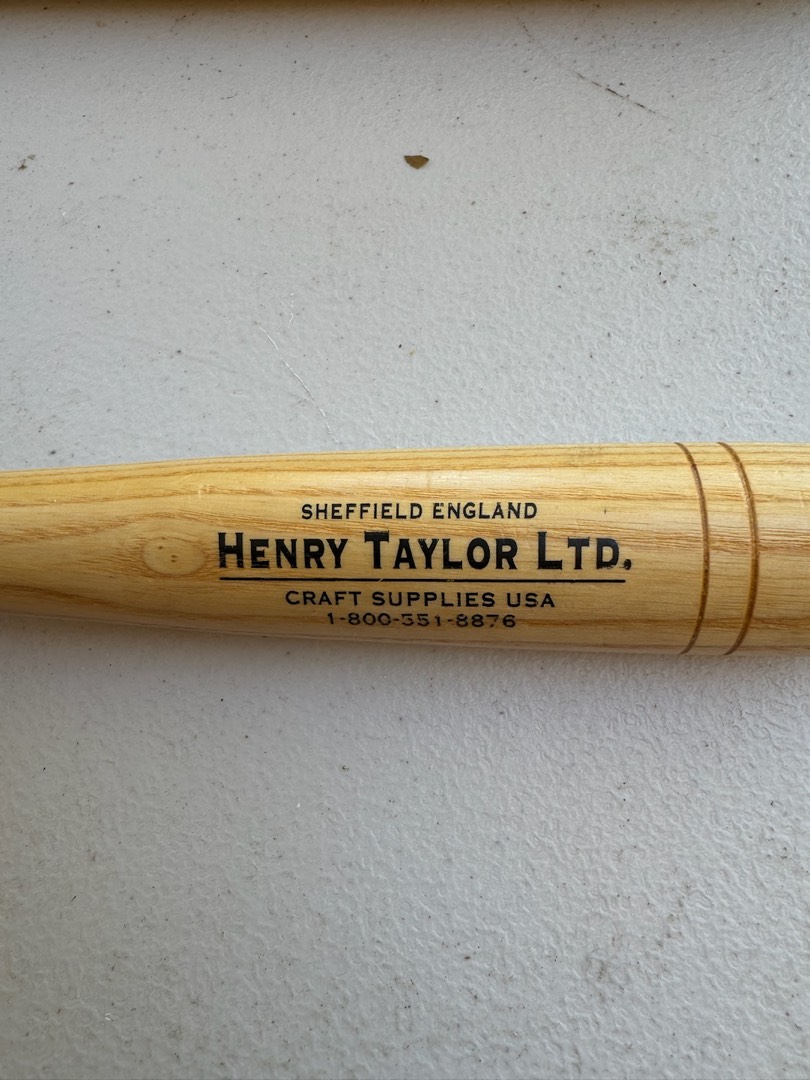 SHEFFIELD ENGLAND
HENRY TAYLOR LTD.
CRAFT SUPPLIES USA
1-800-551-8876